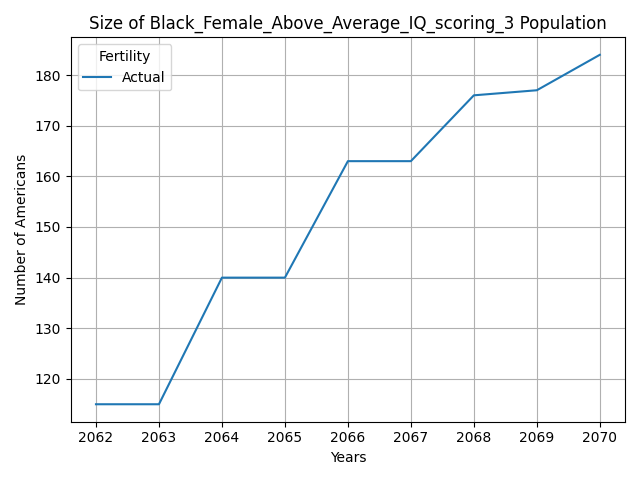 Size of Black_Female_Above_Average_IQ_scoring_3 Population
Fertility
Actual
Number of Americans
180
170
160
150
140
130
120
2062 2063 2064 2065 2066 2067 2068 2069 2070
Years